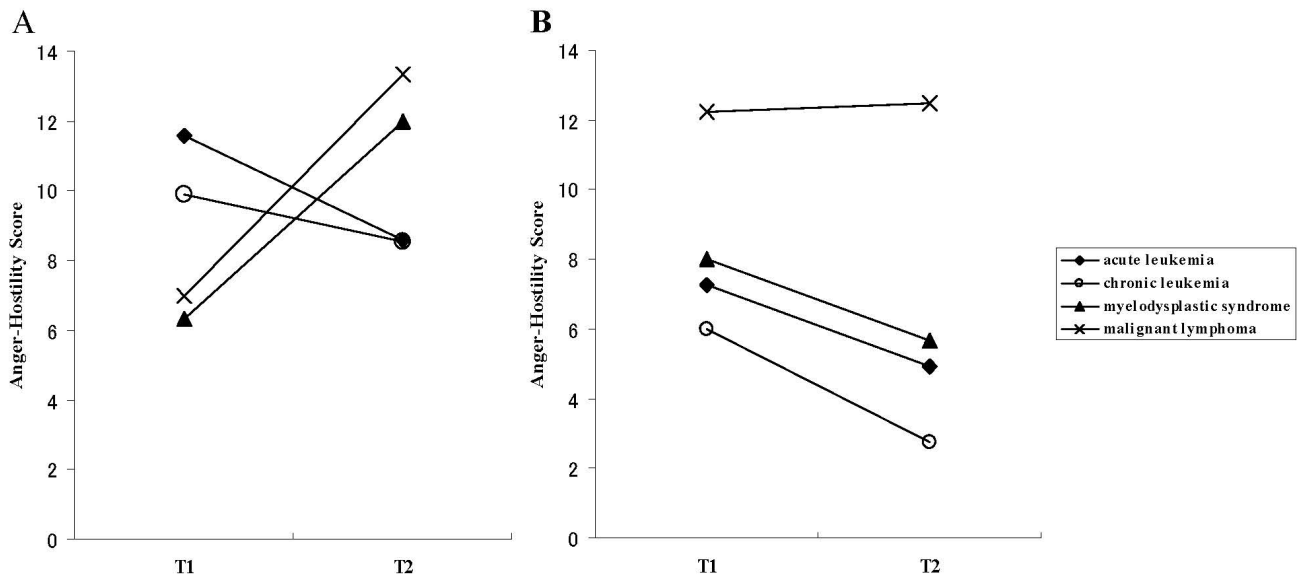 A
Anger-Hostility Score
14
12
10
8
6
4
2
0
T1
T2
B
Anger-Hostility Score
14
12
10
8
6
4
2
0
T1
T2
acute leukemia
chronic leukemia
myelodysplastic syndrome
malignant lymphoma